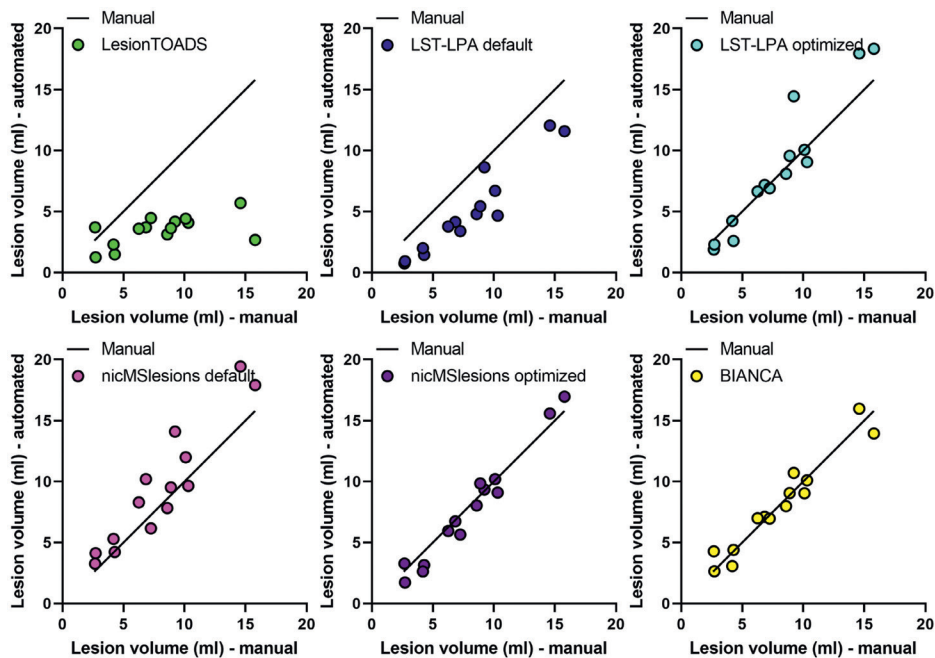 Manual
LesionTOADS
20
15
10
5
0
0 5 10 15 20
Lesion volume (ml) - automated
Lesion volume (ml) - manual
Manual
LST-LPA default
20
15
10
5
0
0 5 10 15 20
Lesion volume (ml) - automated
Lesion volume (ml) - manual
Manual
LST-LPA optimized
20
15
10
5
0
0 5 10 15 20
Lesion volume (ml) - automated
Lesion volume (ml) - manual
Manual
nicMSlesions default
20
15
10
5
0
0 5 10 15 20
Lesion volume (ml) - automated
Lesion volume (ml) - manual
Manual
nicMSlesions optimized
20
15
10
5
0
0 5 10 15 20
Lesion volume (ml) - automated
Lesion volume (ml) - manual
Manual
BIANCA
20
15
10
5
0
0 5 10 15 20
Lesion volume (ml) - automated
Lesion volume (ml) - manual